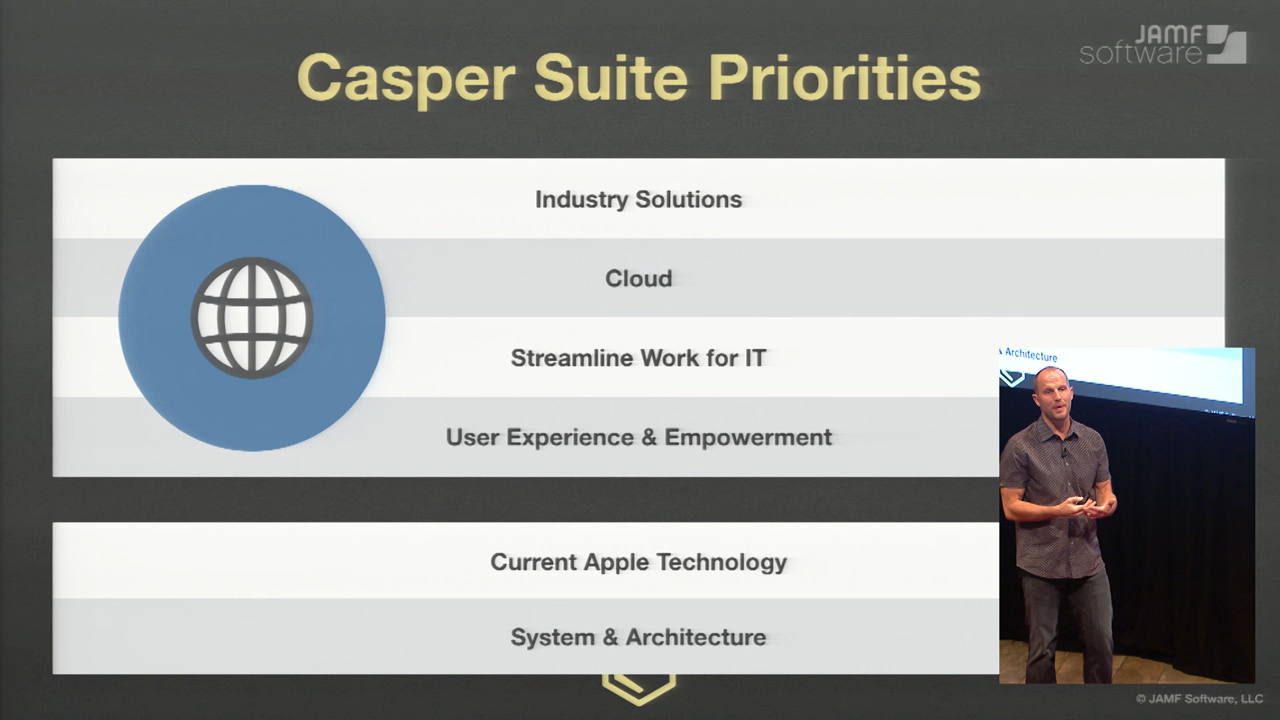 JAMF
software
Casper Suite Priorities
Industry Solutions
Cloud
Streamline Work for IT
User Experience & Empowerment
& Architecture
Current Apple Technology
System & Architecture
© JAMF Software, LLC